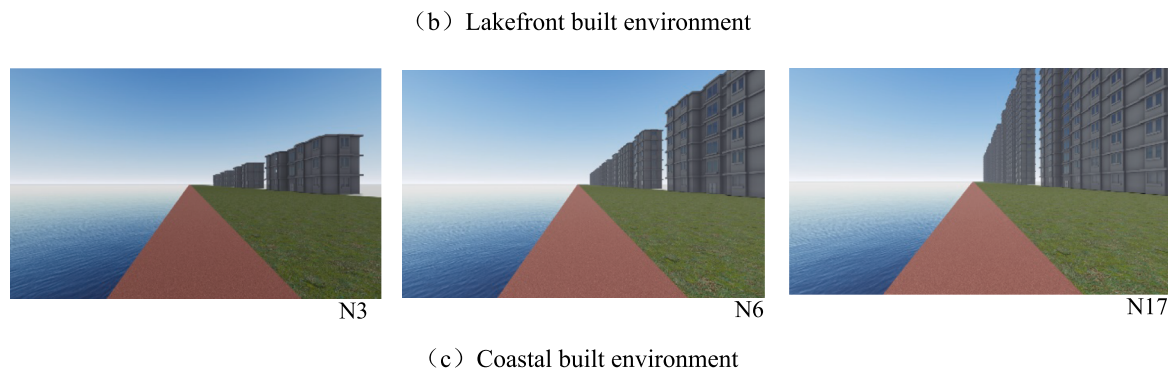 （b）Lakefront built environment
N3
N6
N17
（c）Coastal built environment